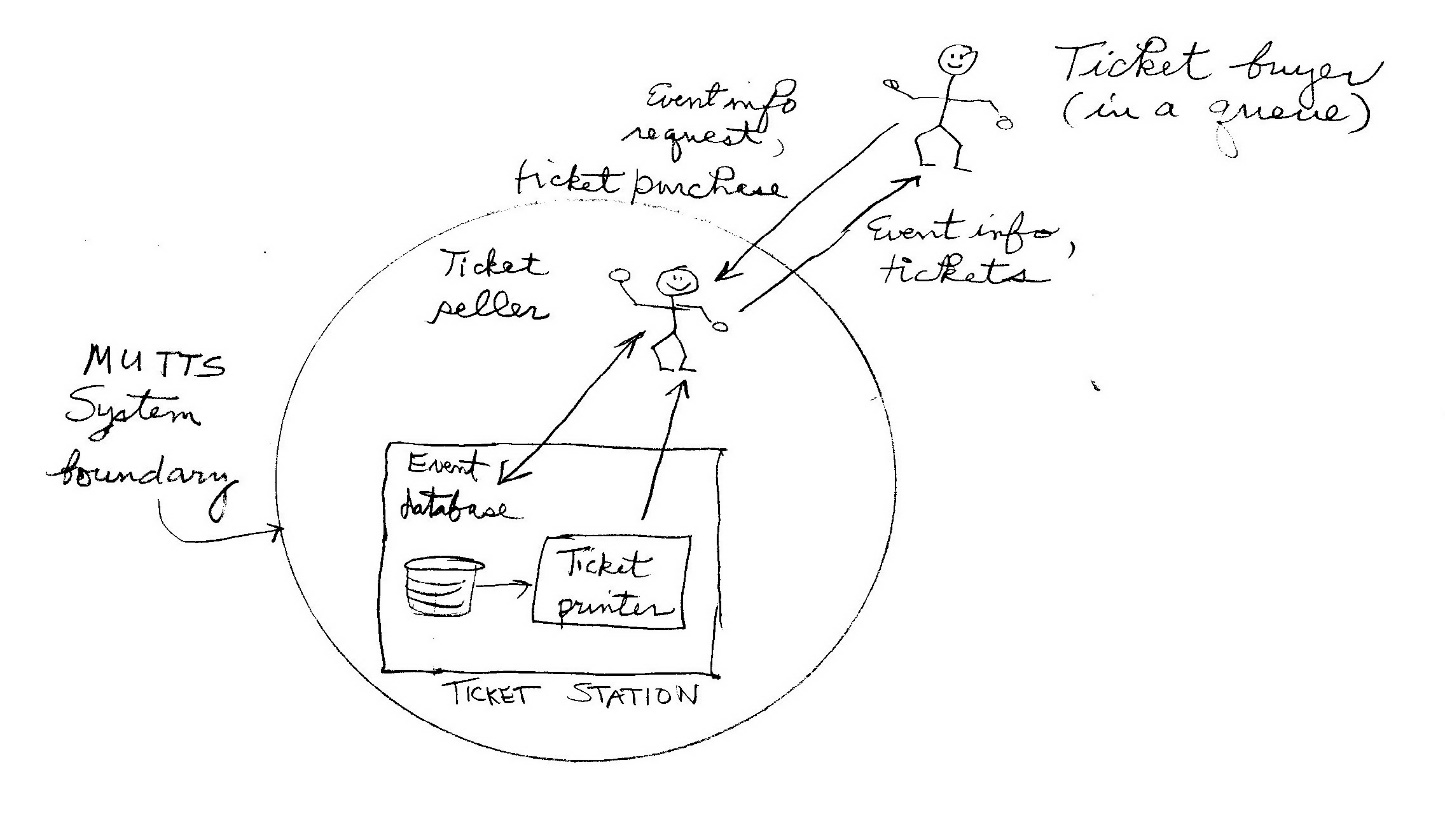 Ticket buyer
(in a queue)
Event info
request,
ticket purchase
Event info,
tickets
Ticket
seller
MUTTS
System
boundary
Event
database
Ticket
printer
TICKET STATION